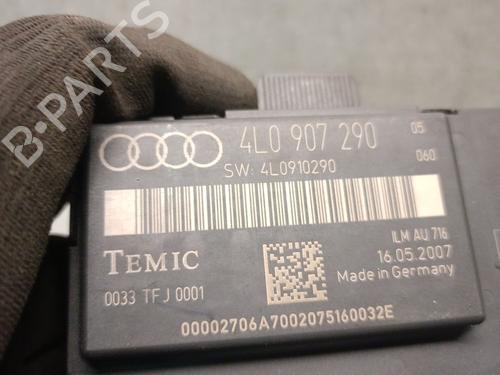 B-PARTS
4L0 907 290 05
SW: 4L0910290 060
ILM AU 716
TEMIC 16.05.2007
0033 TFJ 0001 Made in Germany
00002706A7002075160032E